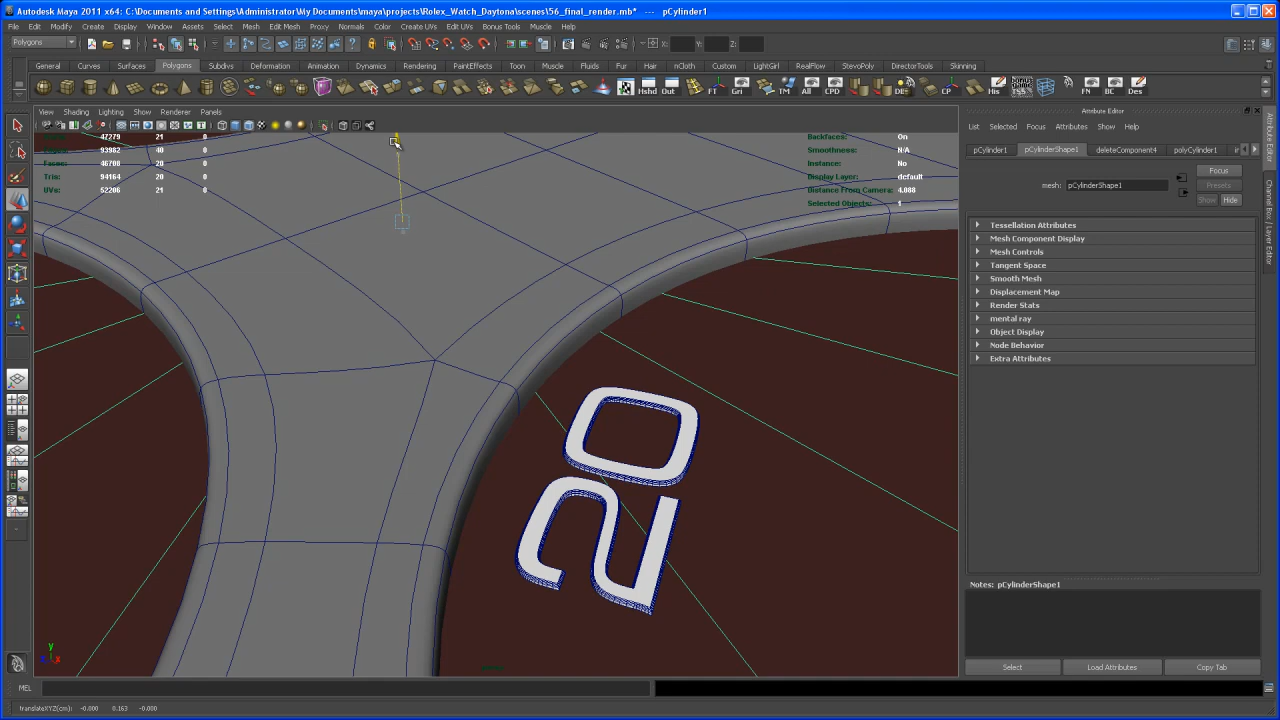 Autodesk Maya 2011 x64: C:\Documents and Settings\Administrator\My Documents\maya\projects\Rolex_Watch_Daytona\scenes\56_final_render.mb* --- pCylinder1
File Edit Modify Create Display Window Assets Select Mesh Edit Mesh Proxy Normals Color Create UVs Edit UVs Bonus Tools Muscle Help
Polygons X: Y: Z:
General Curves Surfaces Polygons Subdivs Deformation Animation Dynamics Rendering PaintEffects Toon Muscle Fluids Fur Hair nCloth Custom LightGirl RealFlow StevoPoly DirectorTools Skinning
Hshd Out FT Gri TM All CPD DE CP His TSS FN BC Des
View Shading Lighting Show Renderer Panels
Attribute Editor
List Selected Focus Attributes Show Help
pCylinder1 pCylinderShape1 deleteComponent4 polyCylinder1
47279 21 0
93982 40 0
Faces: 46708 20 0
Tris: 94164 20 0
UVs: 52206 21 0
Backfaces: On
Smoothness: N/A
Instance: No
Display Layer: default
Distance From Camera: 4.088
Selected Objects: 1
mesh: pCylinderShape1
Focus
Presets
Show Hide
Tessellation Attributes
Mesh Component Display
Mesh Controls
Tangent Space
Smooth Mesh
Displacement Map
Render Stats
mental ray
Object Display
Node Behavior
Extra Attributes
Attribute Editor
Channel Box / Layer Editor
20
y
x
Notes: pCylinderShape1
Select Load Attributes Copy Tab
MEL
translateXYZ(cm): -0.000 0.163 -0.000